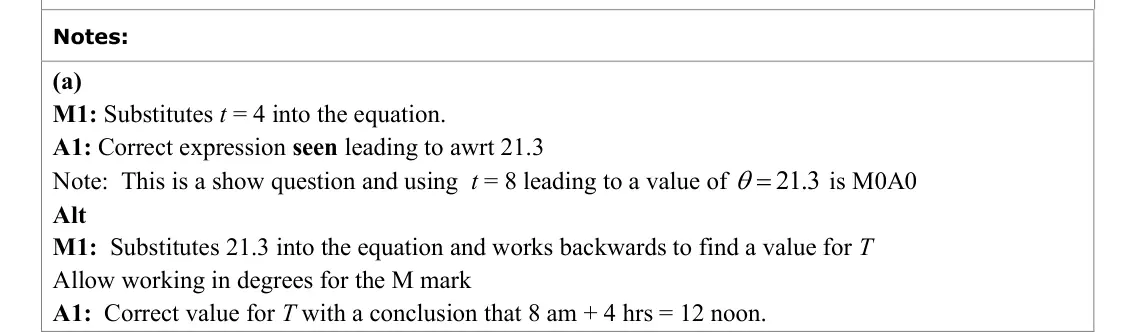 Notes:
(a)
M1: Substitutes t = 4 into the equation.
A1: Correct expression seen leading to awrt 21.3
Note: This is a show question and using t = 8 leading to a value of θ = 21.3 is M0A0
Alt
M1: Substitutes 21.3 into the equation and works backwards to find a value for T
Allow working in degrees for the M mark
A1: Correct value for T with a conclusion that 8 am + 4 hrs = 12 noon.